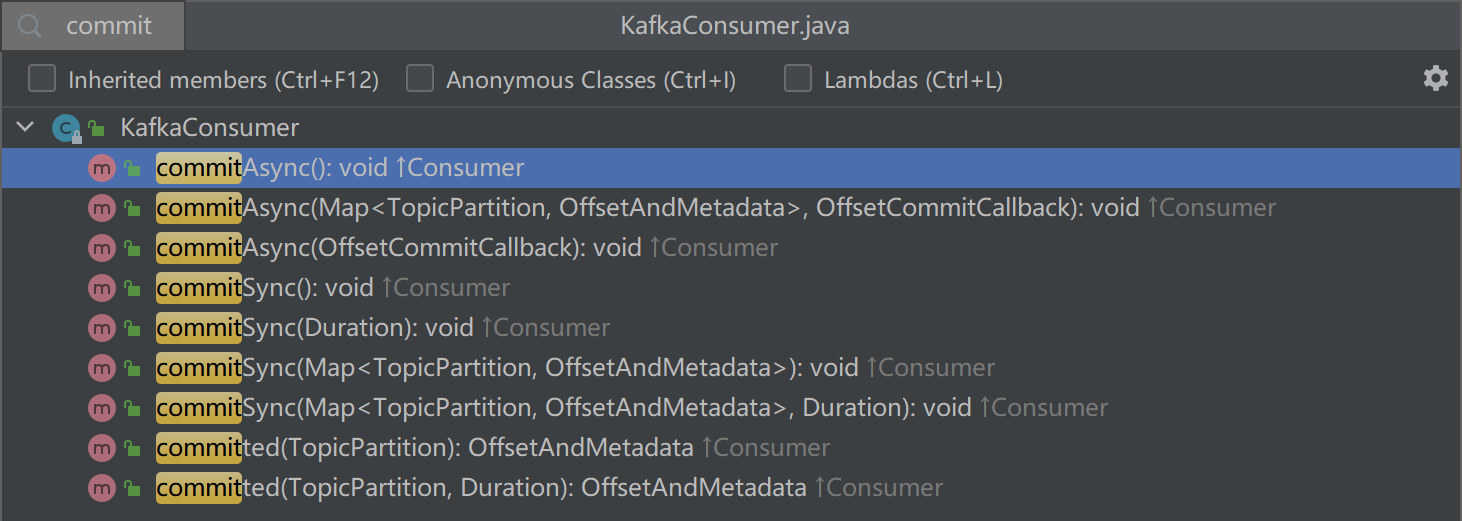 commit KafkaConsumer.java
Inherited members (Ctrl+F12) Anonymous Classes (Ctrl+I) Lambdas (Ctrl+L)
C KafkaConsumer
m commitAsync(): void ↑Consumer
m commitAsync(Map<TopicPartition, OffsetAndMetadata>, OffsetCommitCallback): void ↑Consumer
m commitAsync(OffsetCommitCallback): void ↑Consumer
m commitSync(): void ↑Consumer
m commitSync(Duration): void ↑Consumer
m commitSync(Map<TopicPartition, OffsetAndMetadata>): void ↑Consumer
m commitSync(Map<TopicPartition, OffsetAndMetadata>, Duration): void ↑Consumer
m committed(TopicPartition): OffsetAndMetadata ↑Consumer
m committed(TopicPartition, Duration): OffsetAndMetadata ↑Consumer